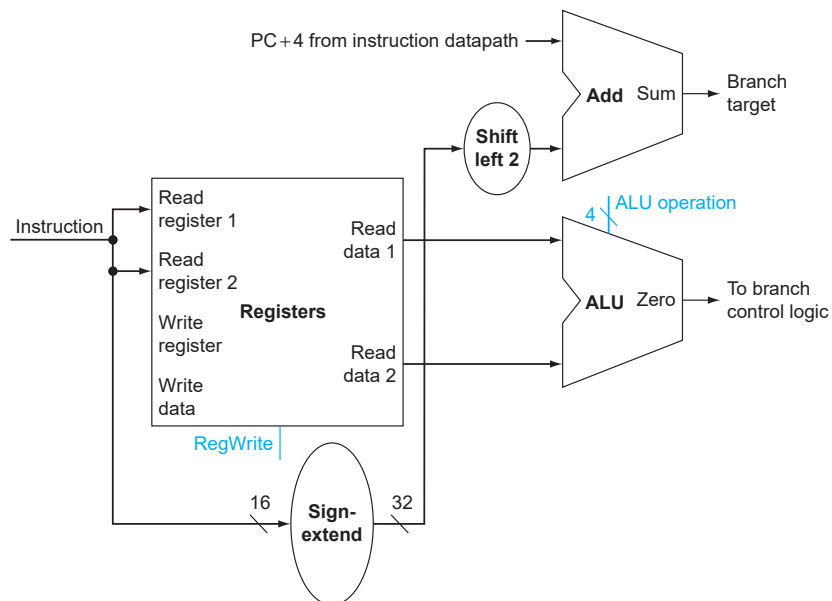 PC+4 from instruction datapath
Add Sum
Branch
target
Shift
left 2
Instruction
Read
register 1
Read
register 2
Write
register
Write
data
Registers
Read
data 1
Read
data 2
RegWrite
4
ALU operation
ALU Zero
To branch
control logic
16
Sign-
extend
32